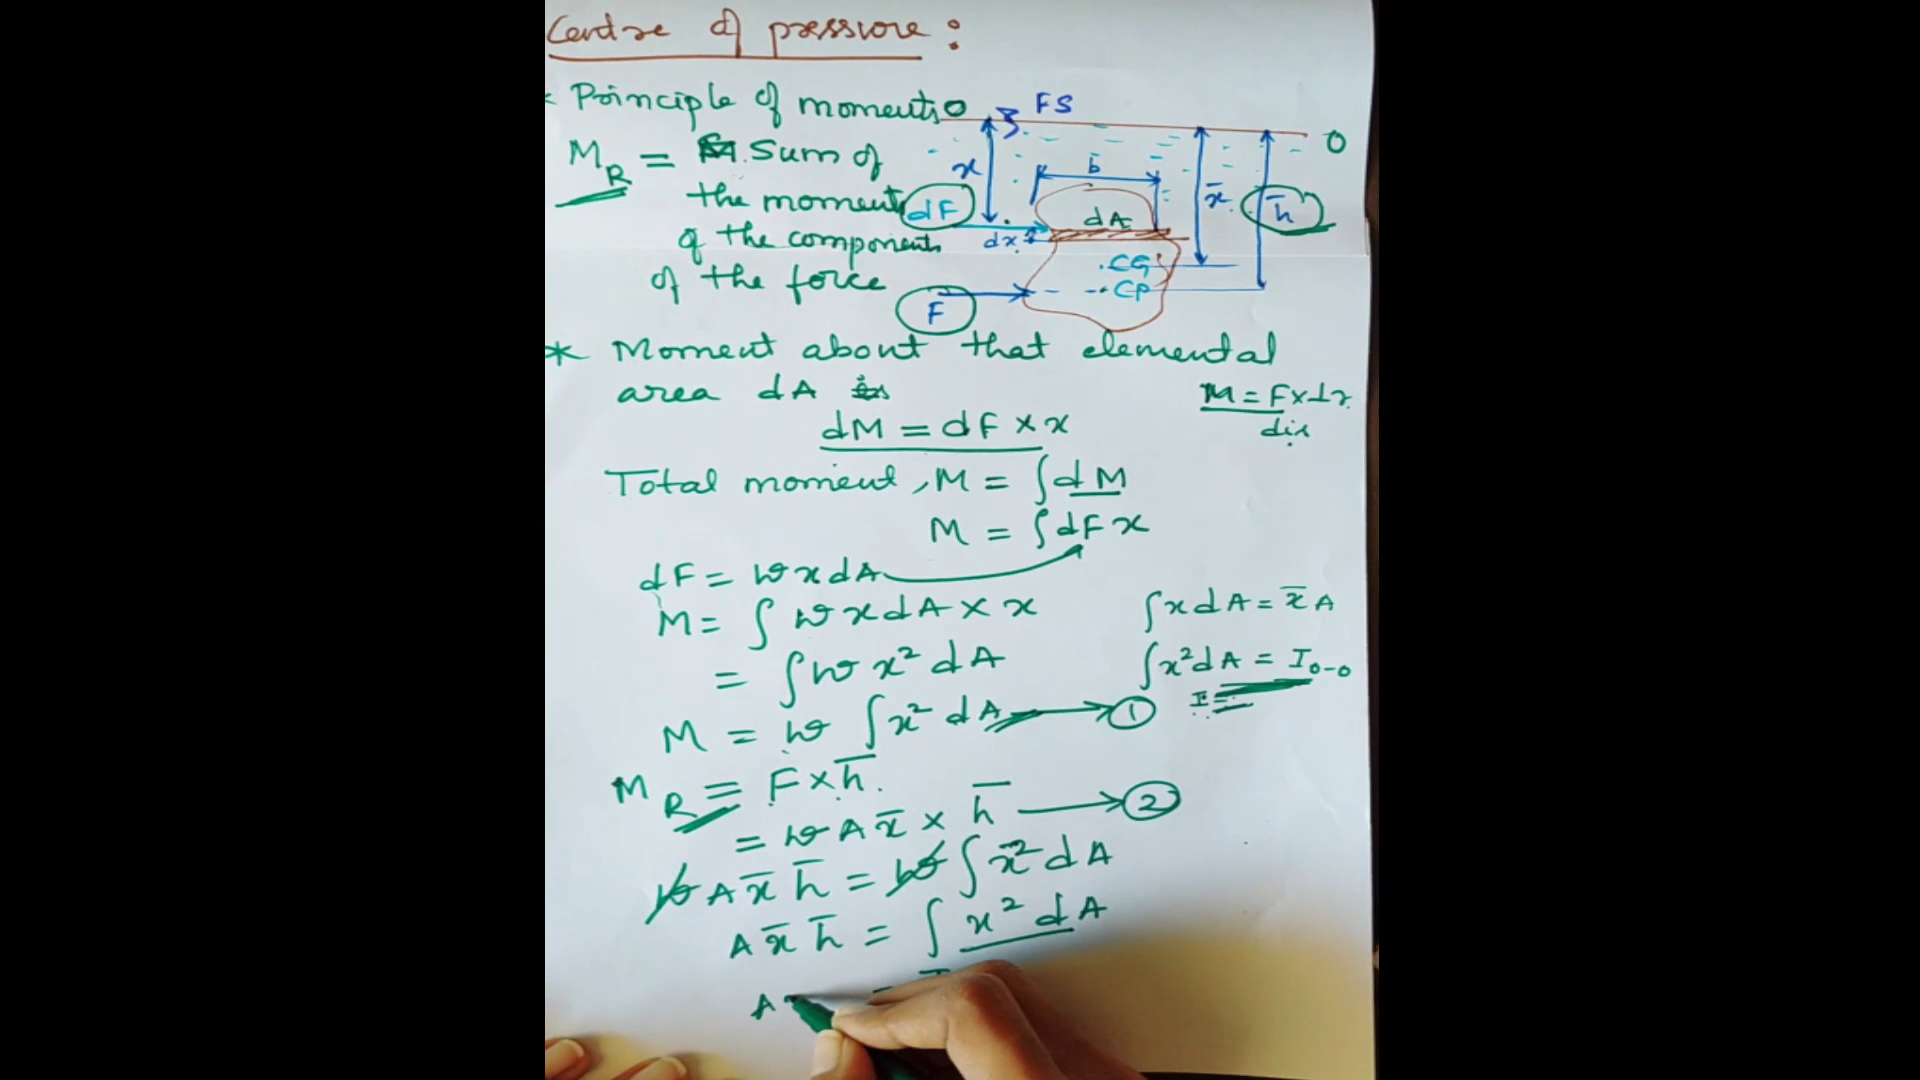 Centre of pressure:
* Principle of moments
M_R = Sum of
the moments
of the components
of the force
O FS O
x b x̄ h̄
dF dA
dx
.CG
F .CP
* Moment about that elemental
area dA is
M = F x ⊥r
dis
dM = dF × x
Total moment, M = ∫dM
M = ∫dF x
dF = w x dA
M = ∫ w x dA × x
∫x dA = x̄ A
= ∫ w x² dA
∫x² dA = I_o-o
I =
M = w ∫x² dA → ①
M_R = F × h̄.
= w A x̄ × h̄ → ②
w A x̄ h̄ = w ∫ x² dA
A x̄ h̄ = ∫ x² dA
A =